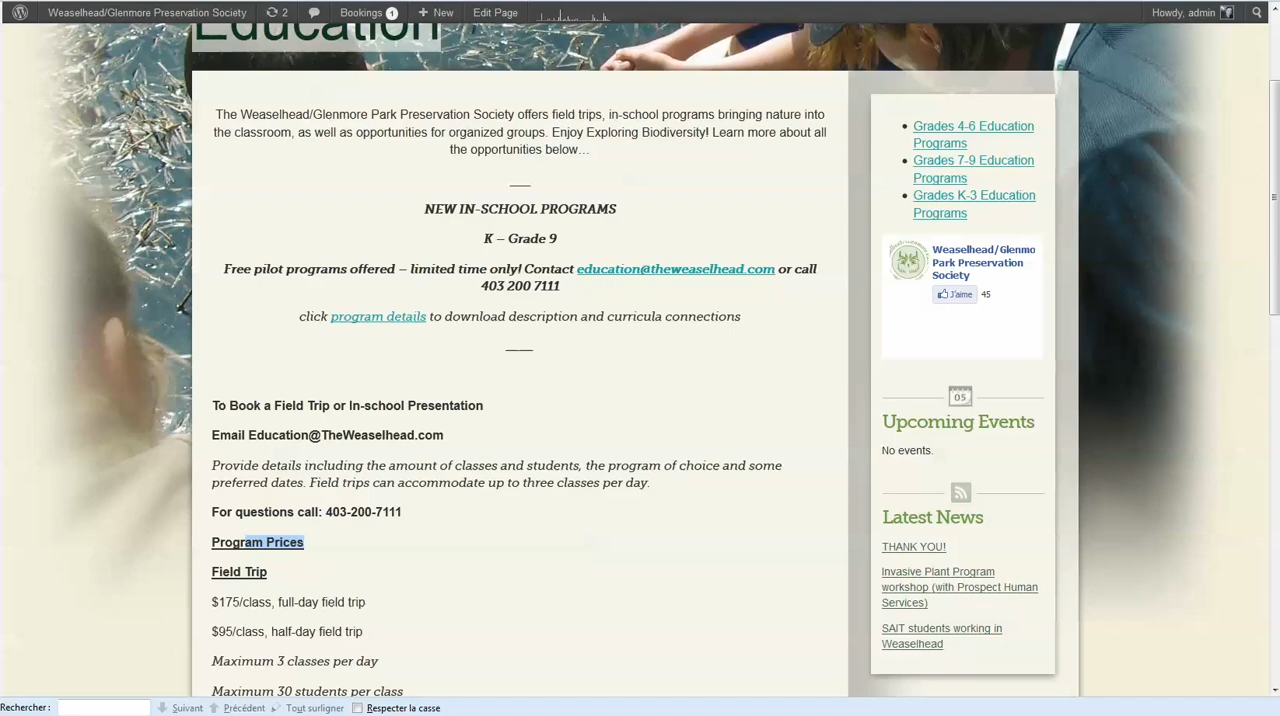 Weaselhead/Glenmore Preservation Society 2 Bookings 1 New Edit Page Howdy, admin
Education
The Weaselhead/Glenmore Park Preservation Society offers field trips, in-school programs bringing nature into
the classroom, as well as opportunities for organized groups. Enjoy Exploring Biodiversity! Learn more about all
the opportunities below…
NEW IN-SCHOOL PROGRAMS
K – Grade 9
Free pilot programs offered – limited time only! Contact education@theweaselhead.com or call
403 200 7111
click program details to download description and curricula connections
To Book a Field Trip or In-school Presentation
Email Education@TheWeaselhead.com
Provide details including the amount of classes and students, the program of choice and some
preferred dates. Field trips can accommodate up to three classes per day.
For questions call: 403-200-7111
Program Prices
Field Trip
$175/class, full-day field trip
$95/class, half-day field trip
Maximum 3 classes per day
Maximum 30 students per class
Grades 4-6 Education
Programs
Grades 7-9 Education
Programs
Grades K-3 Education
Programs
Weaselhead/Glenmo
Park Preservation
Society
J'aime 45
05
Upcoming Events
No events.
Latest News
THANK YOU!
Invasive Plant Program
workshop (with Prospect Human
Services)
SAIT students working in
Weaselhead
Rechercher : Suivant Précédent Tout surligner Respecter la casse